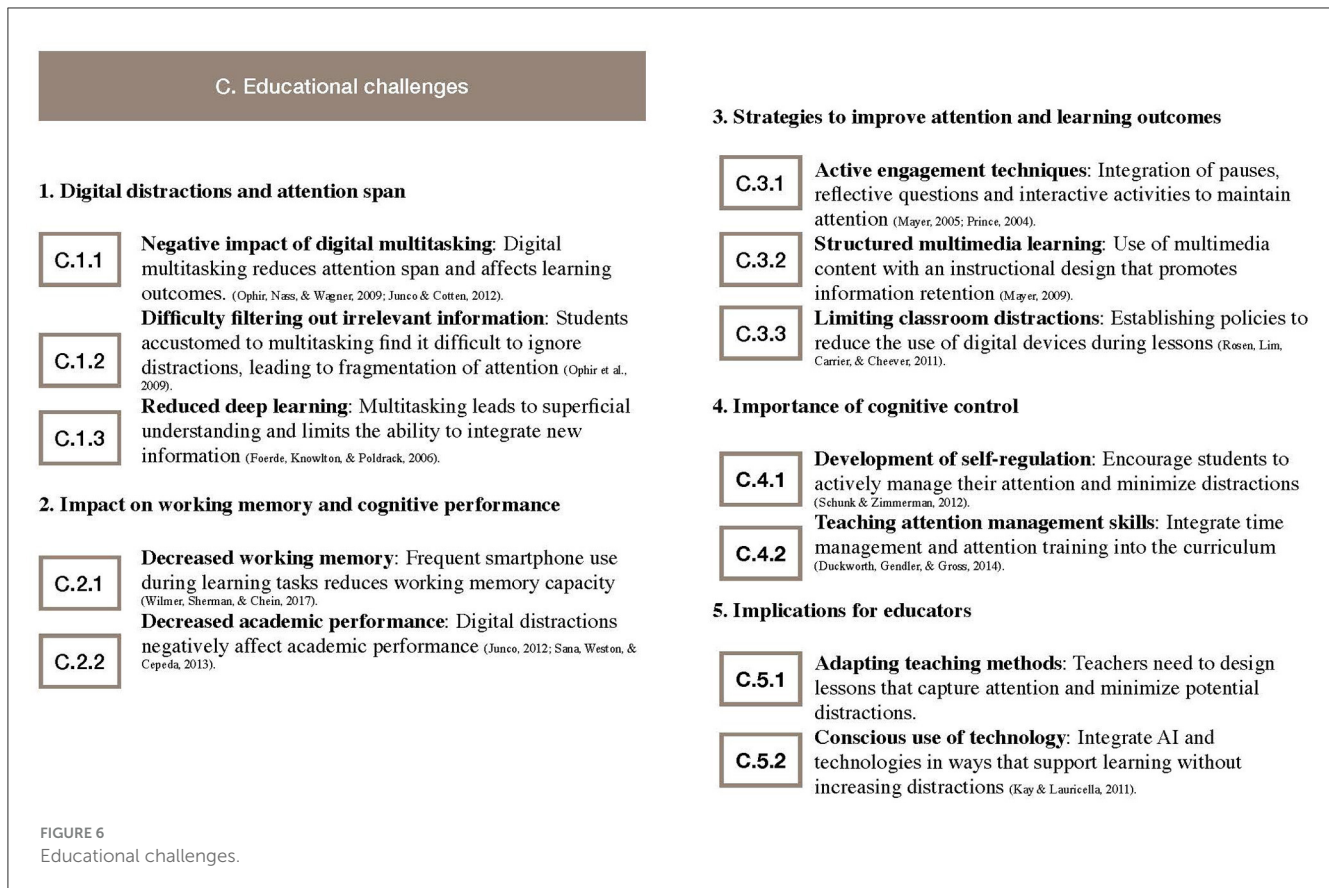 C. Educational challenges
1. Digital distractions and attention span
C.1.1
Negative impact of digital multitasking: Digital
multitasking reduces attention span and affects learning
outcomes. (Ophir, Nass, & Wagner, 2009; Junco & Cotten, 2012).
C.1.2
Difficulty filtering out irrelevant information: Students
accustomed to multitasking find it difficult to ignore
distractions, leading to fragmentation of attention (Ophir et al.,
2009).
C.1.3
Reduced deep learning: Multitasking leads to superficial
understanding and limits the ability to integrate new
information (Foerde, Knowlton, & Poldrack, 2006).
2. Impact on working memory and cognitive performance
C.2.1
Decreased working memory: Frequent smartphone use
during learning tasks reduces working memory capacity
(Wilmer, Sherman, & Chein, 2017).
C.2.2
Decreased academic performance: Digital distractions
negatively affect academic performance (Junco, 2012; Sana, Weston, &
Cepeda, 2013).
3. Strategies to improve attention and learning outcomes
C.3.1
Active engagement techniques: Integration of pauses,
reflective questions and interactive activities to maintain
attention (Mayer, 2005; Prince, 2004).
C.3.2
Structured multimedia learning: Use of multimedia
content with an instructional design that promotes
information retention (Mayer, 2009).
C.3.3
Limiting classroom distractions: Establishing policies to
reduce the use of digital devices during lessons (Rosen, Lim,
Carrier, & Cheever, 2011).
4. Importance of cognitive control
C.4.1
Development of self-regulation: Encourage students to
actively manage their attention and minimize distractions
(Schunk & Zimmerman, 2012).
C.4.2
Teaching attention management skills: Integrate time
management and attention training into the curriculum
(Duckworth, Gendler, & Gross, 2014).
5. Implications for educators
C.5.1
Adapting teaching methods: Teachers need to design
lessons that capture attention and minimize potential
distractions.
C.5.2
Conscious use of technology: Integrate AI and
technologies in ways that support learning without
increasing distractions (Kay & Lauricella, 2011).
FIGURE 6
Educational challenges.